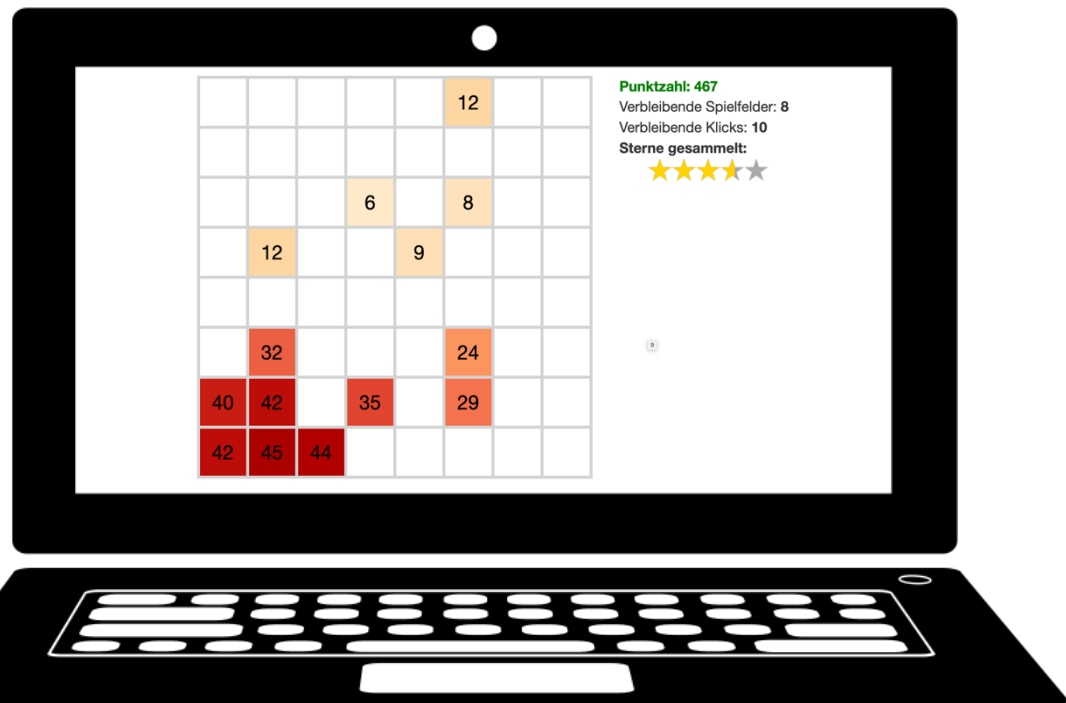 12
Punktzahl: 467
Verbleibende Spielfelder: 8
Verbleibende Klicks: 10
Sterne gesammelt:
6 8
12 9
32 24
40 42 35 29
42 45 44